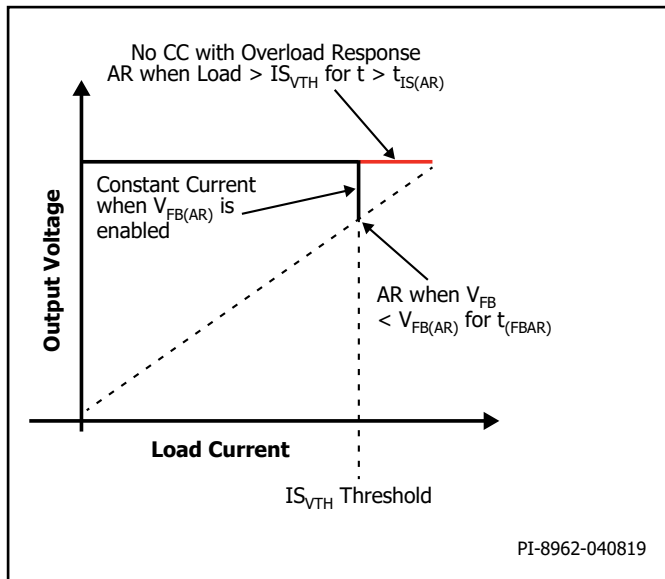 No CC with Overload Response
AR when Load > IS_VTH for t > t_IS(AR)
Constant Current
when V_FB(AR) is
enabled
AR when V_FB
< V_FB(AR) for t_(FBAR)
Output Voltage
Load Current
IS_VTH Threshold
PI-8962-040819